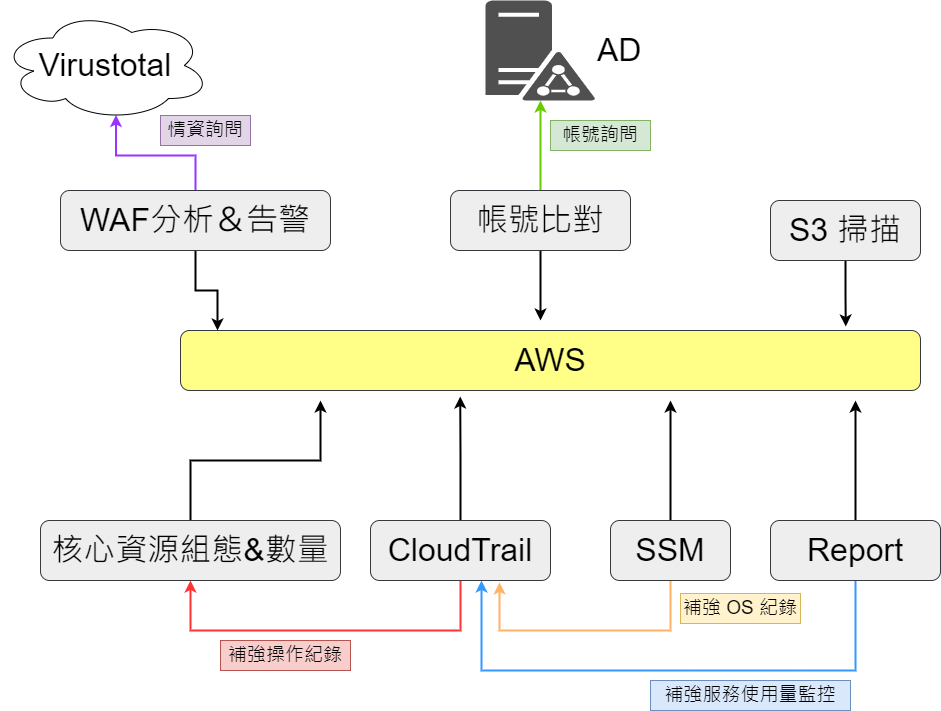 Virustotal
AD
情資詢問
帳號詢問
WAF分析＆告警
帳號比對
S3 掃描
AWS
核心資源組態&數量
CloudTrail
SSM
Report
補強 OS 紀錄
補強操作紀錄
補強服務使用量監控